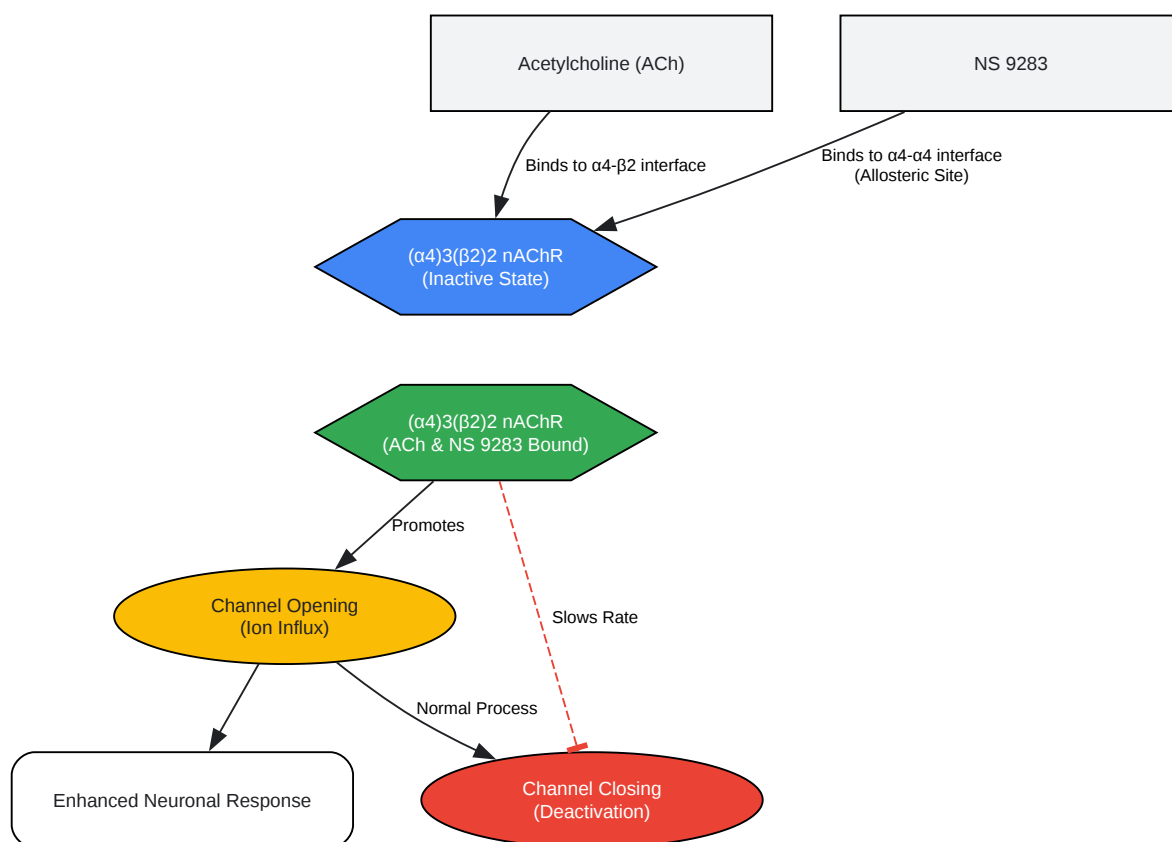 Acetylcholine (ACh)
NS 9283
Binds to α4-β2 interface
Binds to α4-α4 interface
(Allosteric Site)
(α4)3(β2)2 nAChR
(Inactive State)
(α4)3(β2)2 nAChR
(ACh & NS 9283 Bound)
Promotes
Channel Opening
(Ion Influx)
Slows Rate
Normal Process
Enhanced Neuronal Response
Channel Closing
(Deactivation)